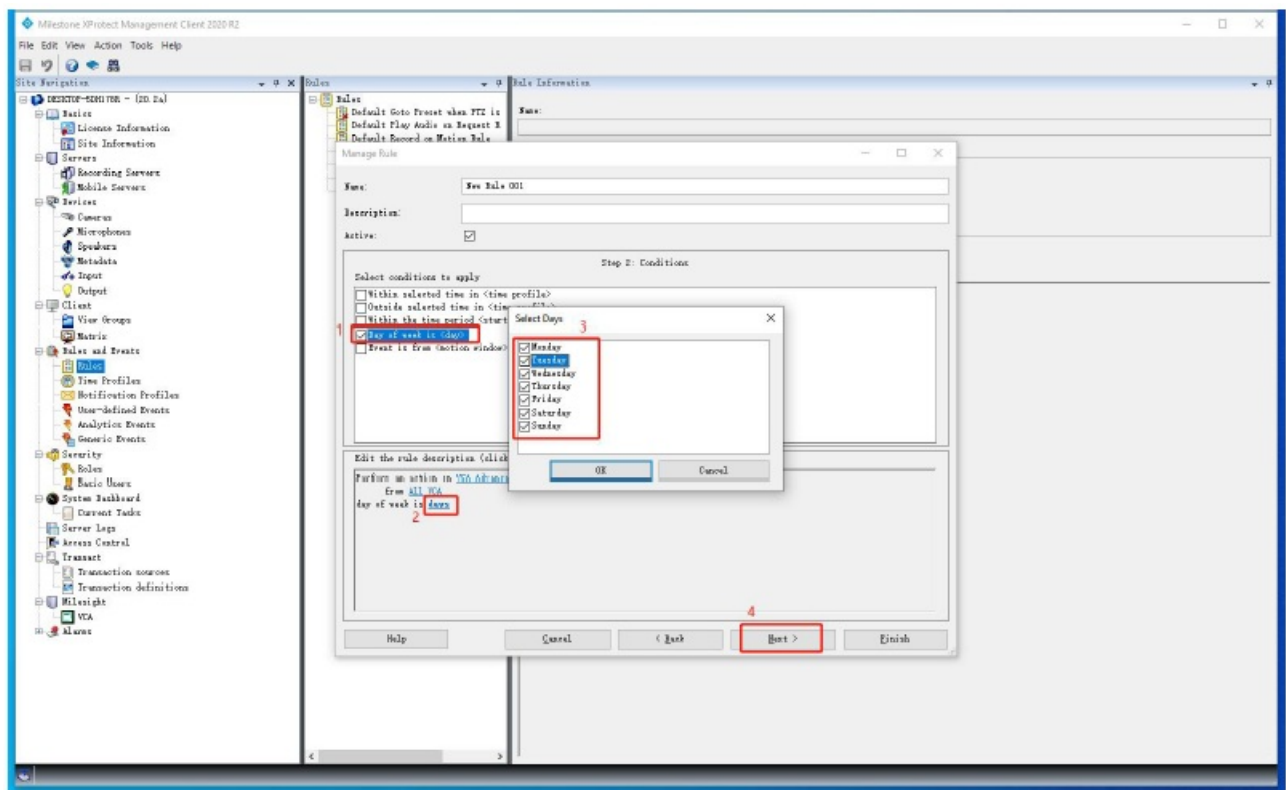 Milestone XProtect Management Client 2020 R2
File Edit View Action Tools Help
Site Navigation
Basics
License Information
Site Information
Servers
Recording Servers
Mobile Servers
Devices
Cameras
Microphones
Speakers
Metadata
Input
Output
Client
View Groups
Matrix
Rules and Events
Rules
Time Profiles
Notification Profiles
User-defined Events
Analytics Events
Generic Events
Security
Roles
Basic Users
System Dashboard
Current Tasks
Server Logs
Access Control
Transact
Transaction sources
Transaction definitions
Milesight
VCA
Alarms
Rules
Rules
Default Goto Preset when PTZ is
Default Play Audio on Request R
Default Record on Motion Rule
Rule Information
Name:
Manage Rule
Name: New Rule 001
Description:
Active:
Step 2: Conditions
Select conditions to apply
Within selected time in <time profile>
Outside selected time in <time profile>
Within the time period <start
1 Day of week is <day>
Event is from <motion window>
Select Days
3
Monday
Tuesday
Wednesday
Thursday
Friday
Saturday
Sunday
OK Cancel
Edit the rule description (click
Perform an action on
from All VCA
day of week is days
2
4
Help Cancel < Back Next > Finish